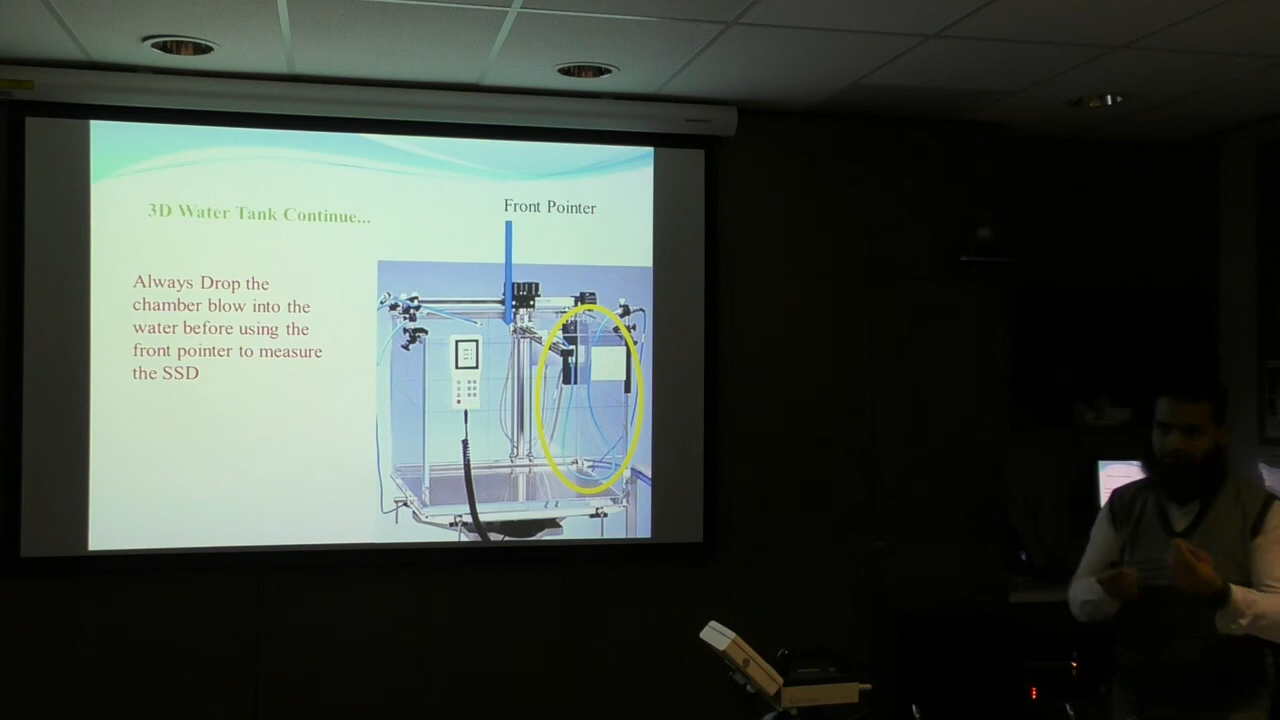 3D Water Tank Continue...
Front Pointer
Always Drop the
chamber blow into the
water before using the
front pointer to measure
the SSD